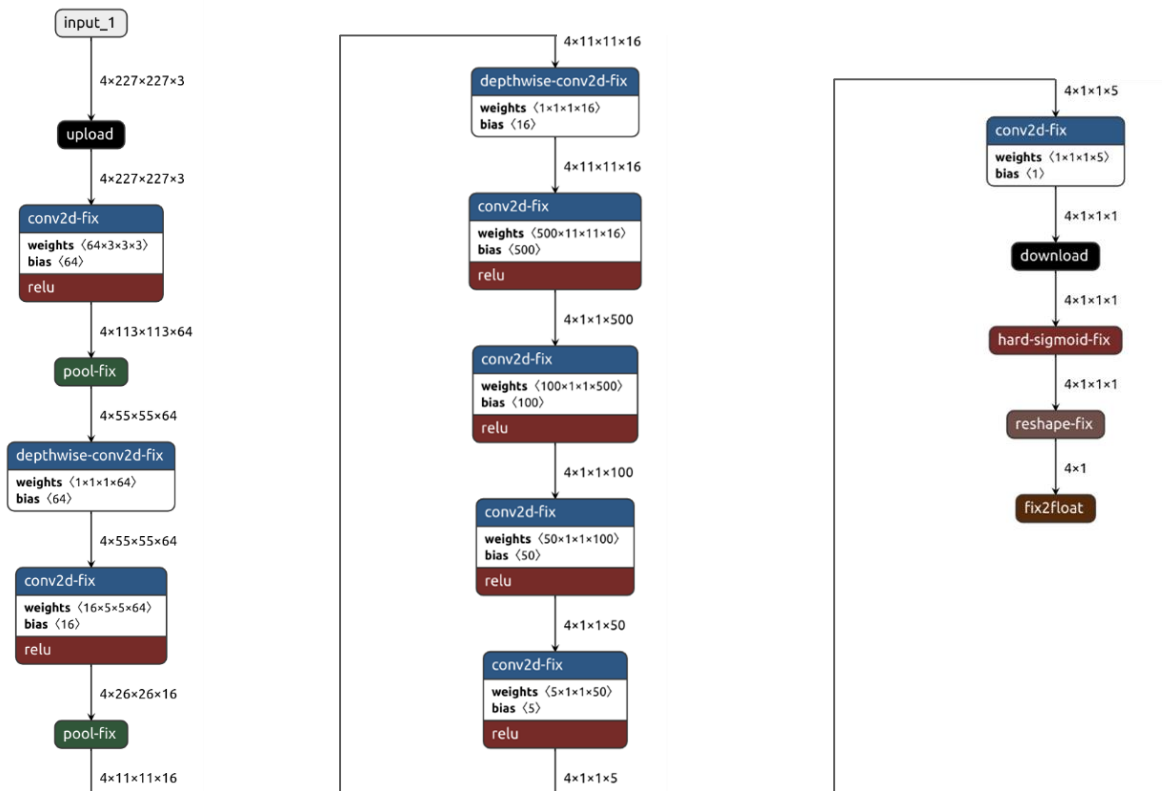 input_1
4×227×227×3
upload
4×227×227×3
conv2d-fix
weights ⟨64×3×3×3⟩
bias ⟨64⟩
relu
4×113×113×64
pool-fix
4×55×55×64
depthwise-conv2d-fix
weights ⟨1×1×1×64⟩
bias ⟨64⟩
4×55×55×64
conv2d-fix
weights ⟨16×5×5×64⟩
bias ⟨16⟩
relu
4×26×26×16
pool-fix
4×11×11×16
4×11×11×16
depthwise-conv2d-fix
weights ⟨1×1×1×16⟩
bias ⟨16⟩
4×11×11×16
conv2d-fix
weights ⟨500×11×11×16⟩
bias ⟨500⟩
relu
4×1×1×500
conv2d-fix
weights ⟨100×1×1×500⟩
bias ⟨100⟩
relu
4×1×1×100
conv2d-fix
weights ⟨50×1×1×100⟩
bias ⟨50⟩
relu
4×1×1×50
conv2d-fix
weights ⟨5×1×1×50⟩
bias ⟨5⟩
relu
4×1×1×5
4×1×1×5
conv2d-fix
weights ⟨1×1×1×5⟩
bias ⟨1⟩
4×1×1×1
download
4×1×1×1
hard-sigmoid-fix
4×1×1×1
reshape-fix
4×1
fix2float